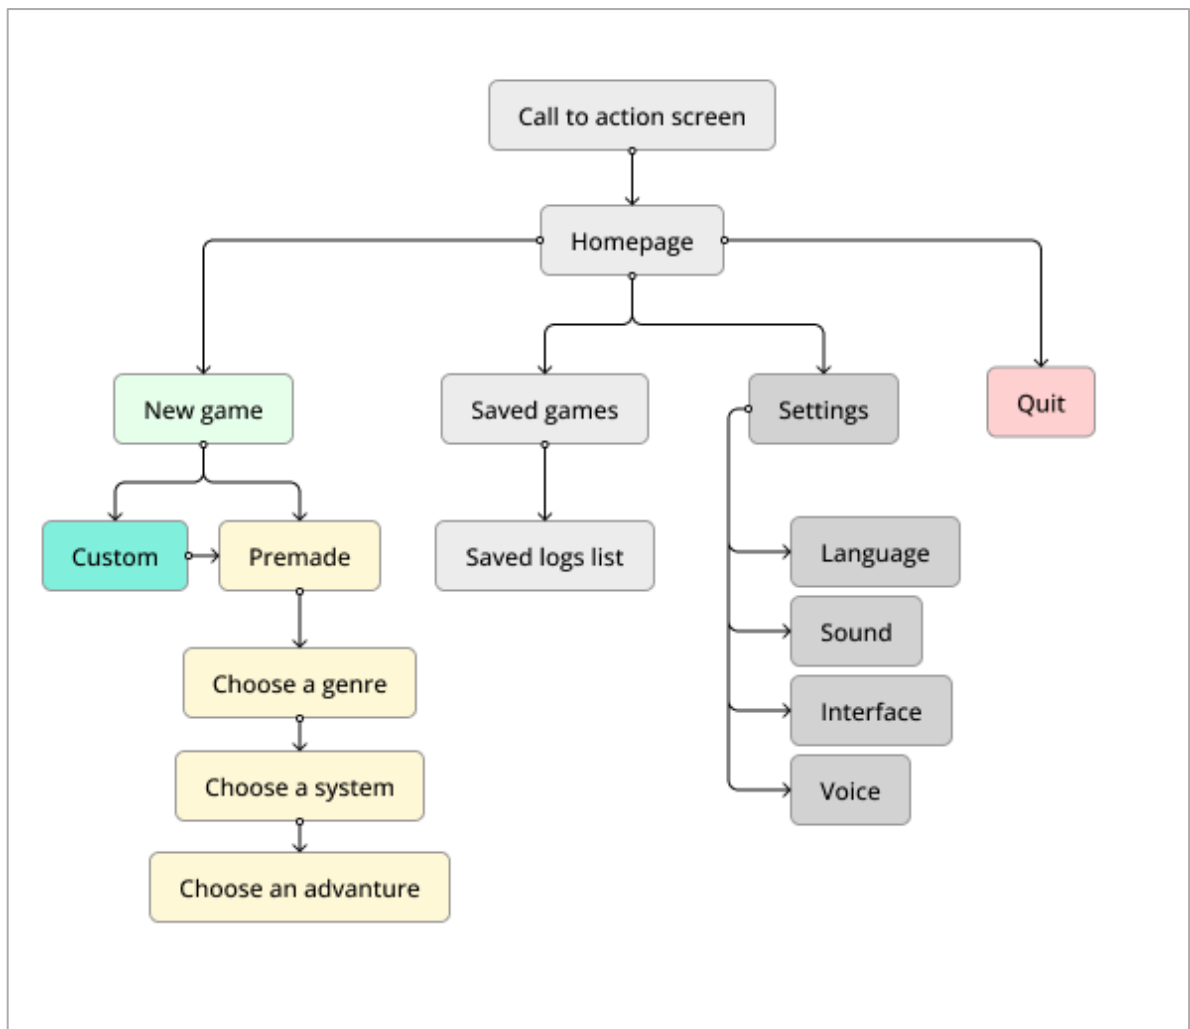 Call to action screen
Homepage
New game
Saved games
Settings
Quit
Custom
Premade
Saved logs list
Language
Sound
Choose a genre
Interface
Choose a system
Voice
Choose an advanture